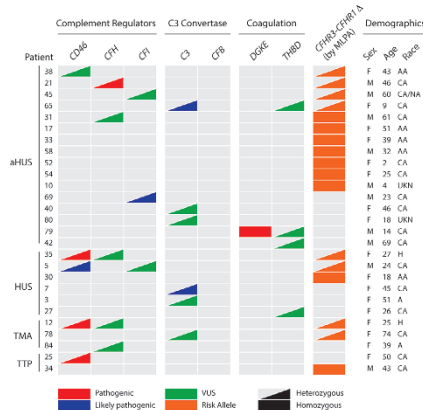 Complement Regulators C3 Convertase Coagulation CFHR3-CFHR1 Δ (by MLPA) Demographics
Patient CD46 CFH CFI C3 CFB DGKE THBD Sex Age Race
aHUS
38 F 43 AA
21 M 46 CA
45 M 60 CA/NA
65 F 9 CA
31 M 61 CA
17 F 51 AA
33 F 39 AA
58 M 32 AA
52 F 2 CA
54 F 25 CA
10 M 4 UKN
69 M 23 CA
40 F 46 CA
80 F 18 UKN
79 M 14 CA
42 M 69 CA
HUS
35 F 27 H
5 M 24 CA
30 F 18 AA
7 F 45 CA
3 F 51 A
27 F 26 CA
TMA
12 F 25 H
78 F 74 CA
84 F 39 A
TTP
25 F 50 CA
34 M 43 CA
Pathogenic VUS Heterozygous
Likely pathogenic Risk Allele Homozygous